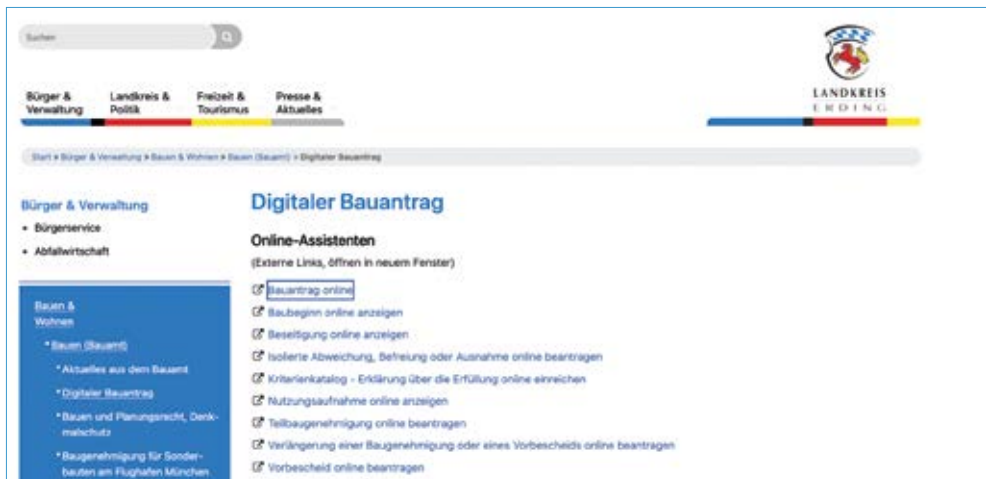 Suchen
Bürger &
Verwaltung
Landkreis &
Politik
Freizeit &
Tourismus
Presse &
Aktuelles
LANDKREIS
ERDING
Start » Bürger & Verwaltung » Bauen & Wohnen » Bauen (Bauamt) » Digitaler Bauantrag
Bürger & Verwaltung
• Bürgerservice
• Abfallwirtschaft
Bauen &
Wohnen
• Bauen (Bauamt)
• Aktuelles aus dem Bauamt
• Digitaler Bauantrag
• Bauen und Planungsrecht, Denk-
malschutz
• Baugenehmigung für Sonder-
bauten am Flughafen München
Digitaler Bauantrag
Online-Assistenten
(Externe Links, öffnen in neuem Fenster)
Bauantrag online
Baubeginn online anzeigen
Beseitigung online anzeigen
Isolierte Abweichung, Befreiung oder Ausnahme online beantragen
Kriterienkatalog - Erklärung über die Erfüllung online einreichen
Nutzungsaufnahme online anzeigen
Teilbaugenehmigung online beantragen
Verlängerung einer Baugenehmigung oder eines Vorbescheids online beantragen
Vorbescheid online beantragen